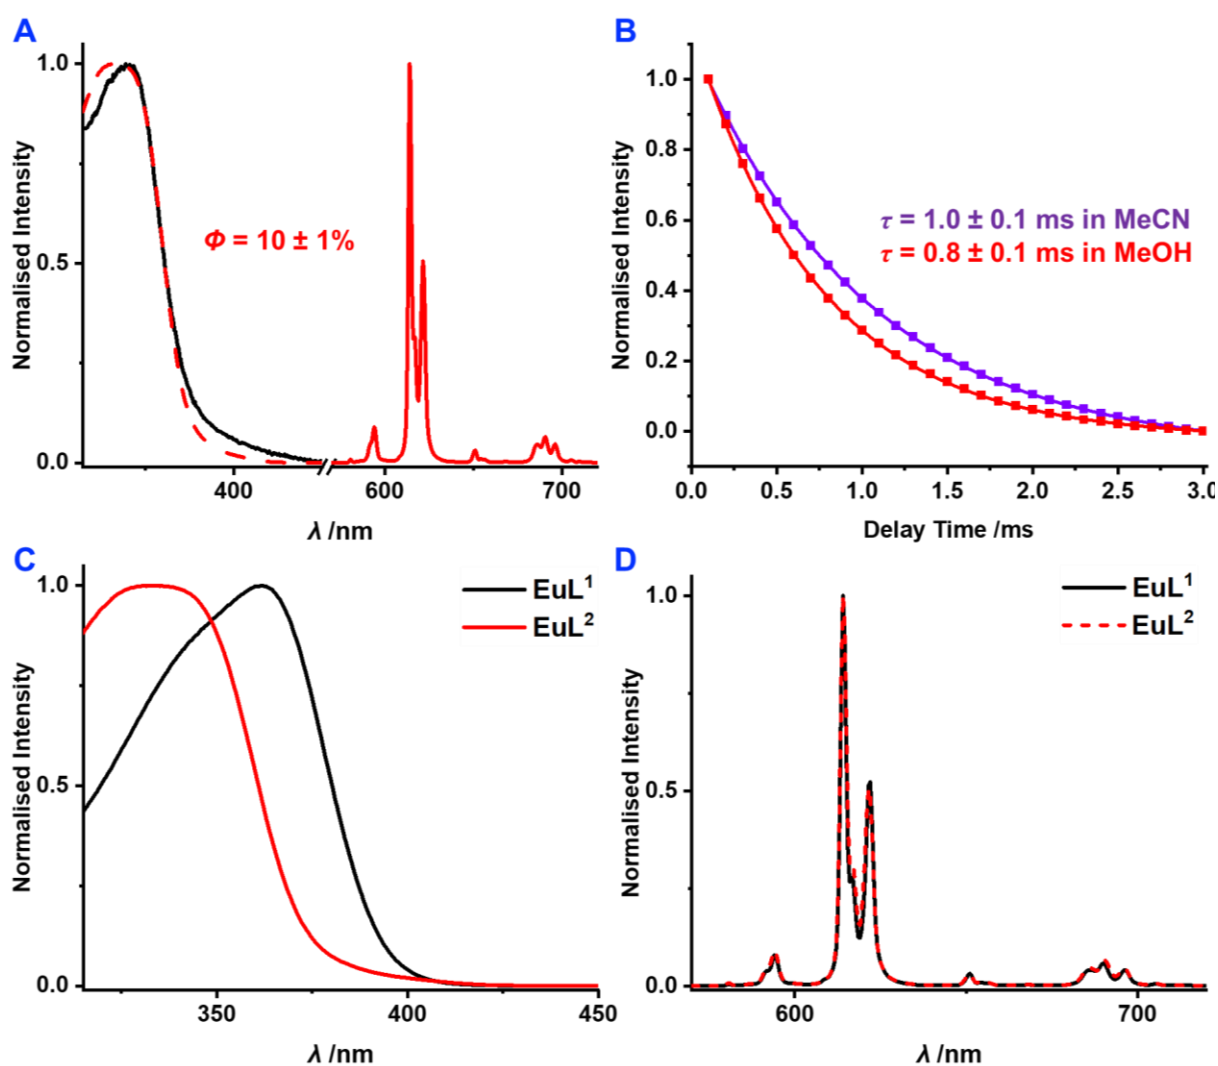 A
Normalised Intensity
1.0
0.5
0.0
Φ = 10 ± 1%
400
600
700
λ /nm
B
Normalised Intensity
1.0
0.8
0.6
0.4
0.2
0.0
τ = 1.0 ± 0.1 ms in MeCN
τ = 0.8 ± 0.1 ms in MeOH
0.0
0.5
1.0
1.5
2.0
2.5
3.0
Delay Time /ms
C
Normalised Intensity
1.0
0.5
0.0
EuL¹
EuL²
350
400
450
λ /nm
D
Normalised Intensity
1.0
0.5
0.0
EuL¹
EuL²
600
700
λ /nm